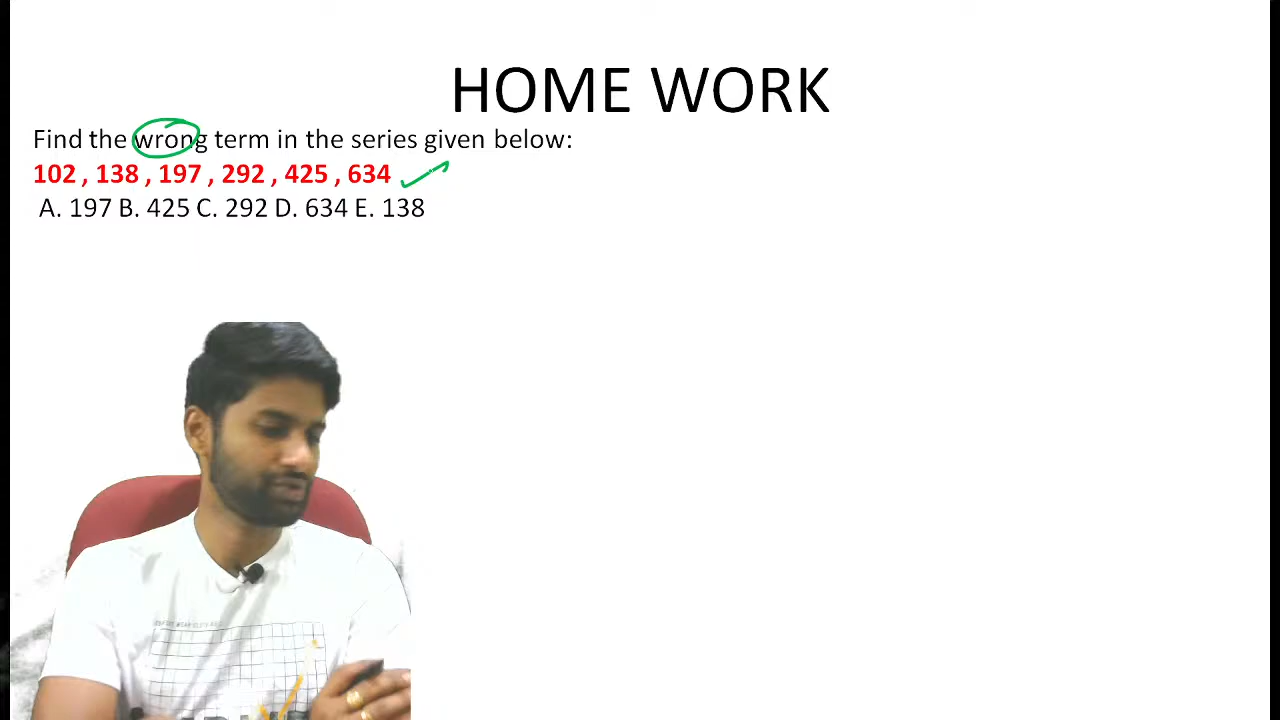 HOME WORK
Find the wrong term in the series given below:
102 , 138 , 197 , 292 , 425 , 634
A. 197 B. 425 C. 292 D. 634 E. 138